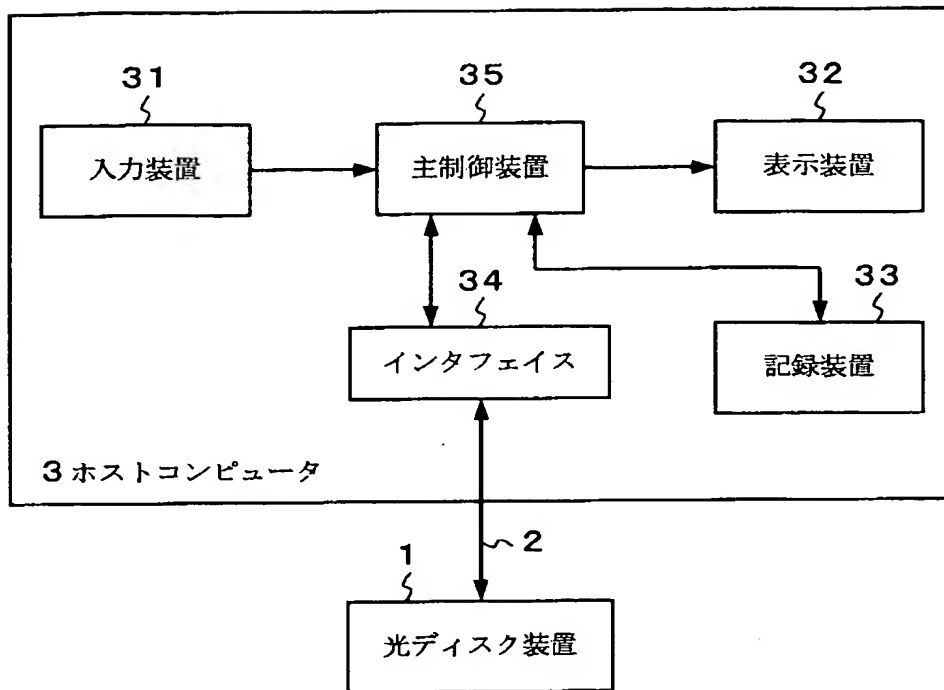 31
35
32
入力装置
主制御装置
表示装置
34
33
インタフェイス
記録装置
3 ホストコンピュータ
2
1
光ディスク装置